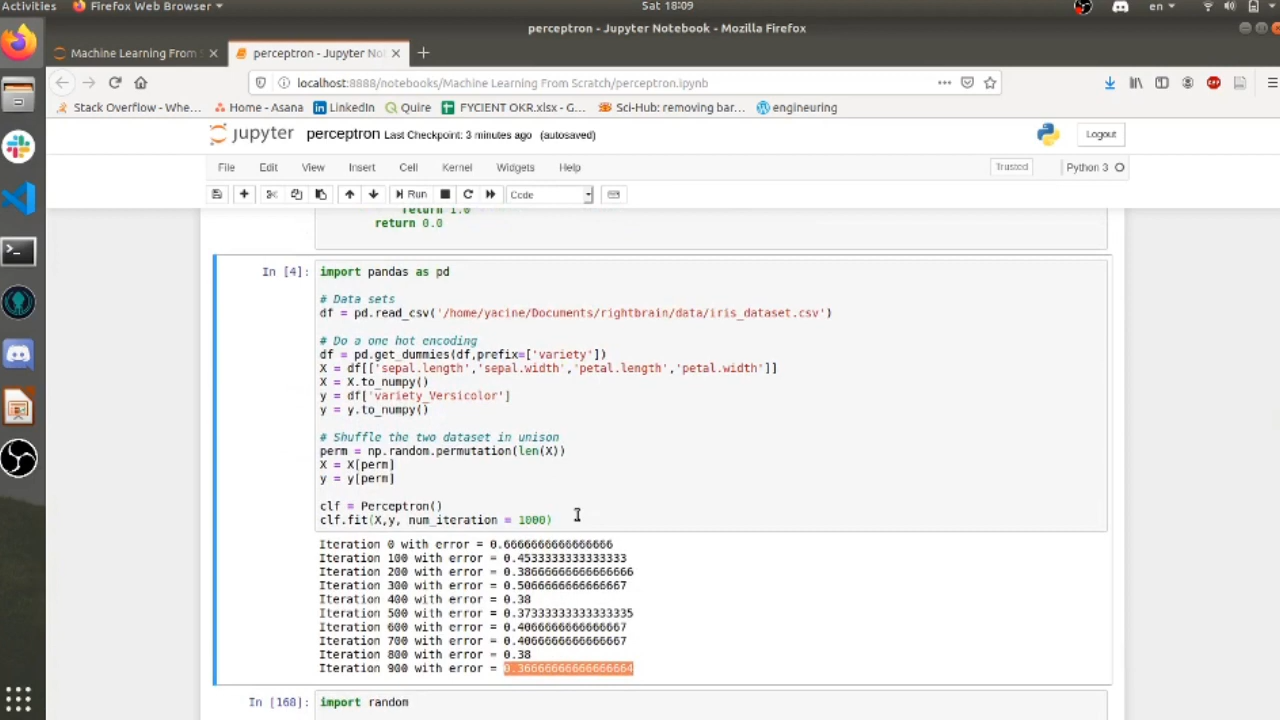 Activities Firefox Web Browser Sat 18:09 en
perceptron - Jupyter Notebook - Mozilla Firefox
Machine Learning From S perceptron - Jupyter No
localhost:8888/notebooks/Machine Learning From Scratch/perceptron.ipynb
Stack Overflow - Whe... Home - Asana LinkedIn Quire FYCIENT OKR.xlsx - G... Sci-Hub: removing bar... engineering
jupyter perceptron Last Checkpoint: 3 minutes ago (autosaved) Logout
File Edit View Insert Cell Kernel Widgets Help Trusted Python 3
Run Code
return 1.0
return 0.0
In [4]: import pandas as pd
# Data sets
df = pd.read_csv('/home/yacine/Documents/rightbrain/data/iris_dataset.csv')
# Do a one hot encoding
df = pd.get_dummies(df,prefix=['variety'])
X = df[['sepal.length','sepal.width','petal.length','petal.width']]
X = X.to_numpy()
y = df['variety_Versicolor']
y = y.to_numpy()
# Shuffle the two dataset in unison
perm = np.random.permutation(len(X))
X = X[perm]
y = y[perm]
clf = Perceptron()
clf.fit(X,y, num_iteration = 1000)
Iteration 0 with error = 0.6666666666666666
Iteration 100 with error = 0.4533333333333333
Iteration 200 with error = 0.38666666666666666
Iteration 300 with error = 0.5066666666666667
Iteration 400 with error = 0.38
Iteration 500 with error = 0.37333333333333335
Iteration 600 with error = 0.4066666666666667
Iteration 700 with error = 0.4066666666666667
Iteration 800 with error = 0.38
Iteration 900 with error = 0.36666666666666664
In [168]: import random